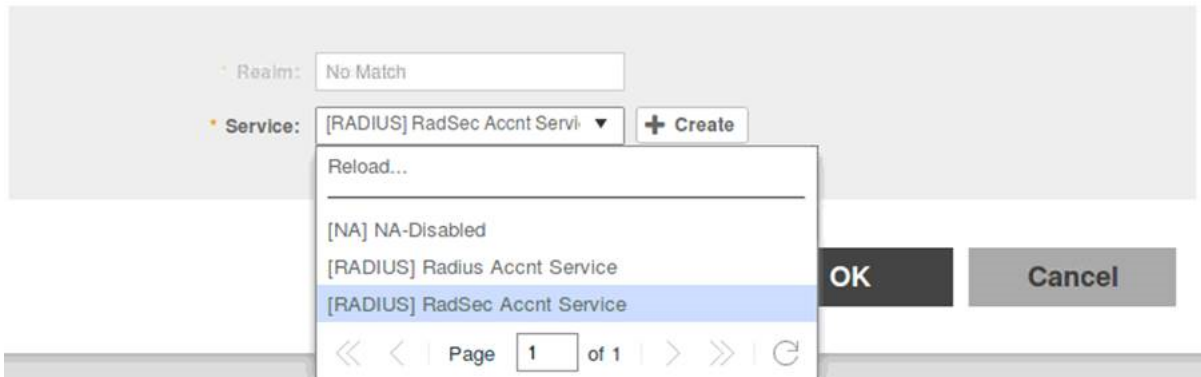 * Realm: No Match
* Service: [RADIUS] RadSec Accnt Servi ▼ + Create
Reload...
[NA] NA-Disabled
[RADIUS] Radius Accnt Service
[RADIUS] RadSec Accnt Service
OK Cancel
Page 1 of 1